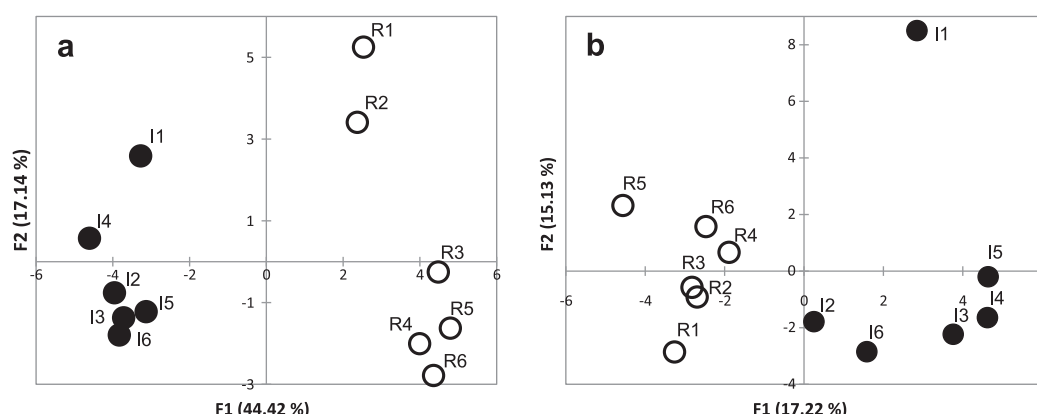 a
R1
R2
I1
I4
I2
I3
I5
I6
R3
R5
R4
R6
5
3
1
-1
-3
-6
-4
-2
0
2
4
6
F2 (17.14 %)
F1 (44.42 %)
b
I1
R5
R6
R4
R3
R2
R1
I5
I4
I2
I3
I6
8
6
4
2
0
-2
-4
-6
-4
-2
0
2
4
F2 (15.13 %)
F1 (17.22 %)